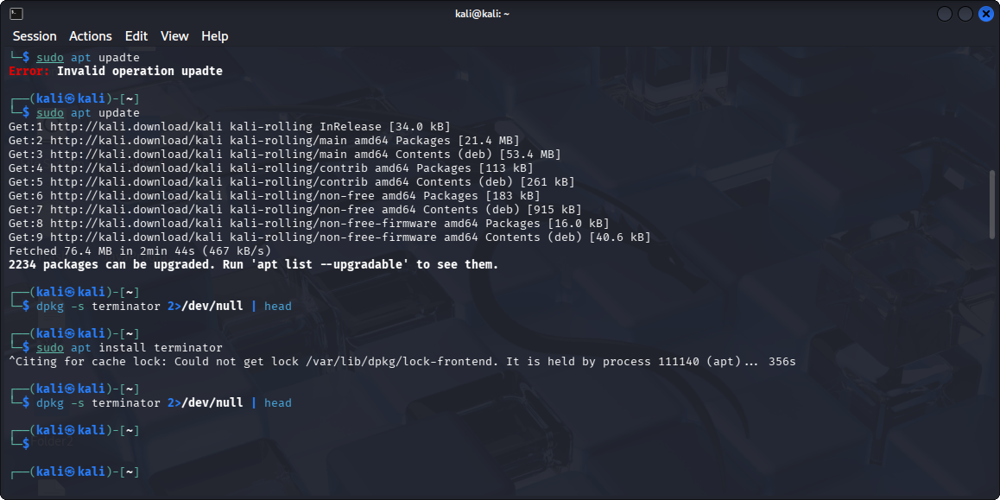 kali@kali: ~
Session Actions Edit View Help
└─$ sudo apt upadte
Error: Invalid operation upadte
┌──(kali㉿kali)-[~]
└─$ sudo apt update
Get:1 http://kali.download/kali kali-rolling InRelease [34.0 kB]
Get:2 http://kali.download/kali kali-rolling/main amd64 Packages [21.4 MB]
Get:3 http://kali.download/kali kali-rolling/main amd64 Contents (deb) [53.4 MB]
Get:4 http://kali.download/kali kali-rolling/contrib amd64 Packages [113 kB]
Get:5 http://kali.download/kali kali-rolling/contrib amd64 Contents (deb) [261 kB]
Get:6 http://kali.download/kali kali-rolling/non-free amd64 Packages [183 kB]
Get:7 http://kali.download/kali kali-rolling/non-free amd64 Contents (deb) [915 kB]
Get:8 http://kali.download/kali kali-rolling/non-free-firmware amd64 Packages [16.0 kB]
Get:9 http://kali.download/kali kali-rolling/non-free-firmware amd64 Contents (deb) [40.6 kB]
Fetched 76.4 MB in 2min 44s (467 kB/s)
2234 packages can be upgraded. Run 'apt list --upgradable' to see them.
┌──(kali㉿kali)-[~]
└─$ dpkg -s terminator 2>/dev/null | head
┌──(kali㉿kali)-[~]
└─$ sudo apt install terminator
^Citing for cache lock: Could not get lock /var/lib/dpkg/lock-frontend. It is held by process 111140 (apt)... 356s
┌──(kali㉿kali)-[~]
└─$ dpkg -s terminator 2>/dev/null | head
┌──(kali㉿kali)-[~]
└─$
┌──(kali㉿kali)-[~]